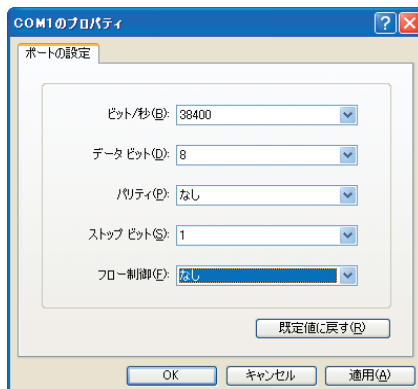 COM1のプロパティ
ポートの設定
ビット/秒(B): 38400
データ ビット(D): 8
パリティ(P): なし
ストップ ビット(S): 1
フロー制御(F): なし
既定値に戻す(R)
OK キャンセル 適用(A)